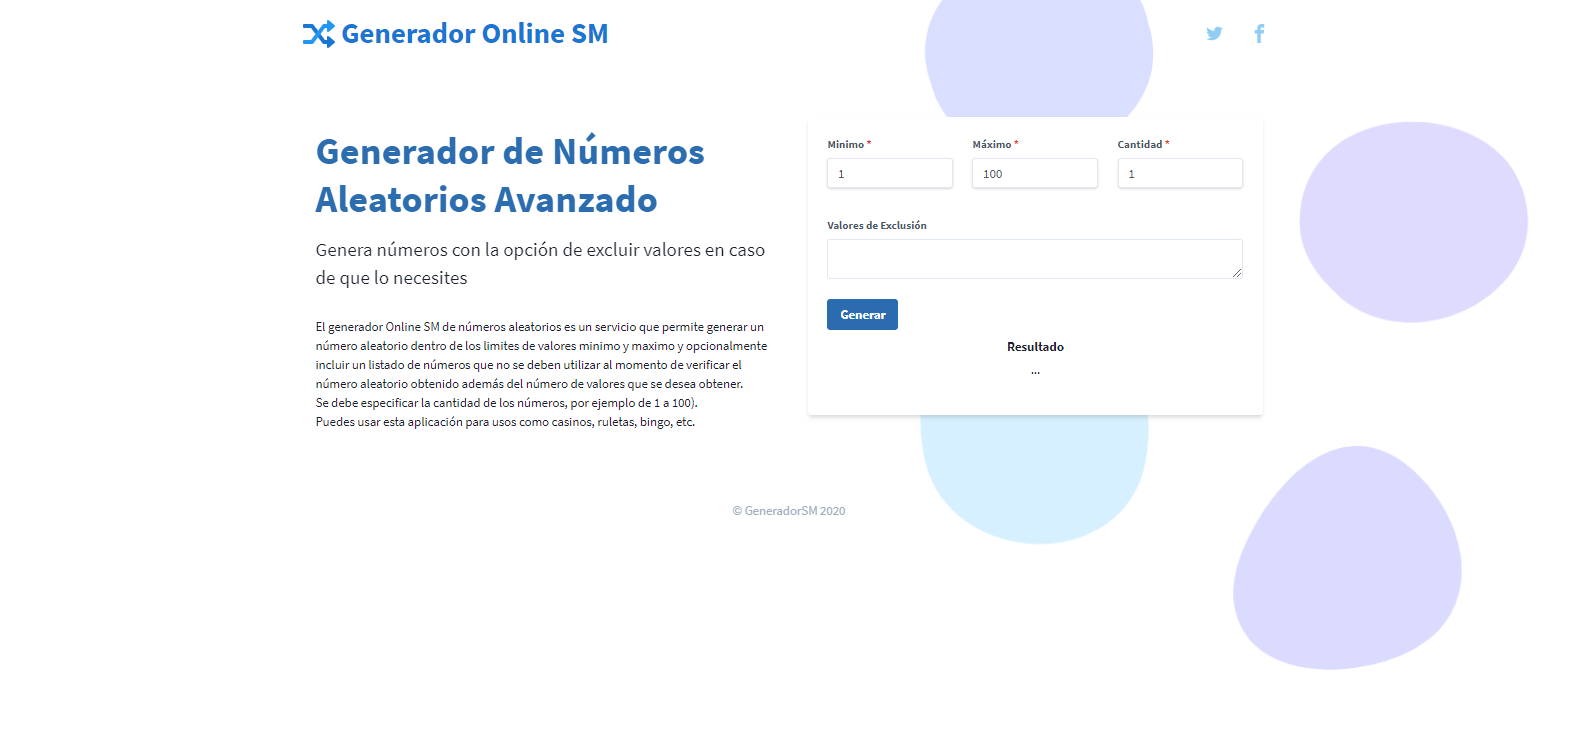 Generador Online SM
Generador de Números
Aleatorios Avanzado
Genera números con la opción de excluir valores en caso
de que lo necesites
El generador Online SM de números aleatorios es un servicio que permite generar un
número aleatorio dentro de los limites de valores minimo y maximo y opcionalmente
incluir un listado de números que no se deben utilizar al momento de verificar el
número aleatorio obtenido además del número de valores que se desea obtener.
Se debe especificar la cantidad de los números, por ejemplo de 1 a 100).
Puedes usar esta aplicación para usos como casinos, ruletas, bingo, etc.
Minimo * Máximo * Cantidad *
1 100 1
Valores de Exclusión
Generar
Resultado
...
© GeneradorSM 2020